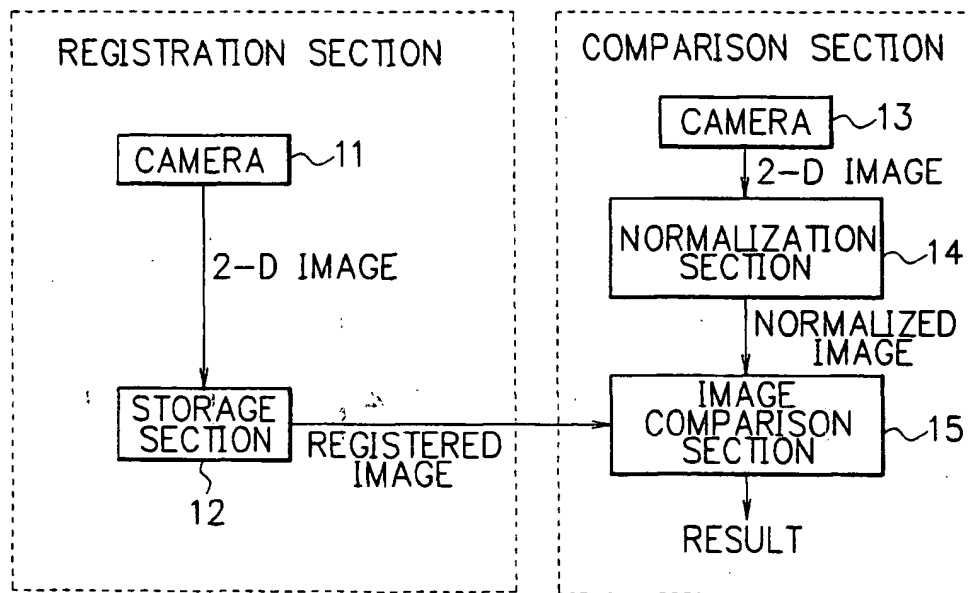 REGISTRATION SECTION
CAMERA
11
2-D IMAGE
STORAGE
SECTION
12
REGISTERED
IMAGE
COMPARISON SECTION
CAMERA
13
2-D IMAGE
NORMALIZATION
SECTION
14
NORMALIZED
IMAGE
IMAGE
COMPARISON
SECTION
15
RESULT